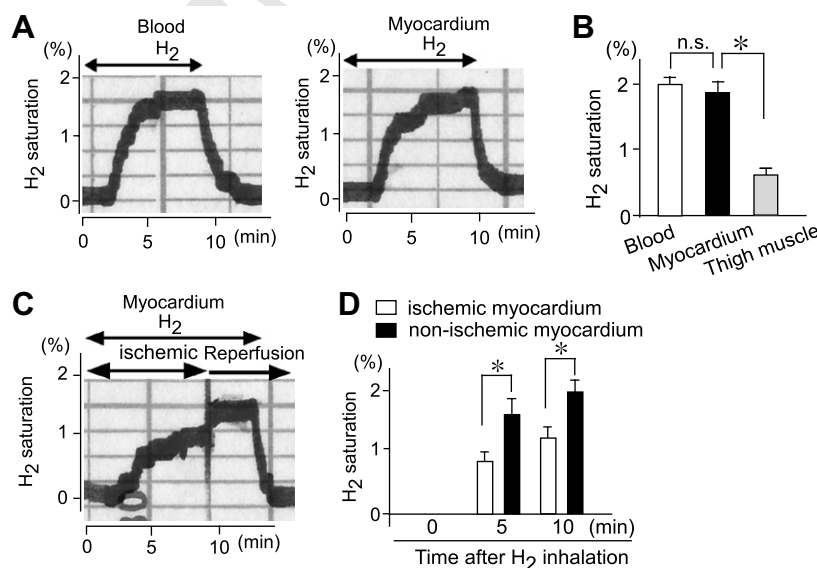 A
Blood
H2
(%)
2
1
0
H2 saturation
0 5 10 (min)
Myocardium
H2
(%)
2
1
0
H2 saturation
0 5 10 (min)
B
(%)
n.s. *
2
1
0
H2 saturation
Blood
Myocardium
Thigh muscle
C
Myocardium
H2
(%)
ischemic Reperfusion
2
1
0
H2 saturation
0 5 10 (min)
D
ischemic myocardium
non-ischemic myocardium
(%)
* *
2
1
0
H2 saturation
0 5 10 (min)
Time after H2 inhalation